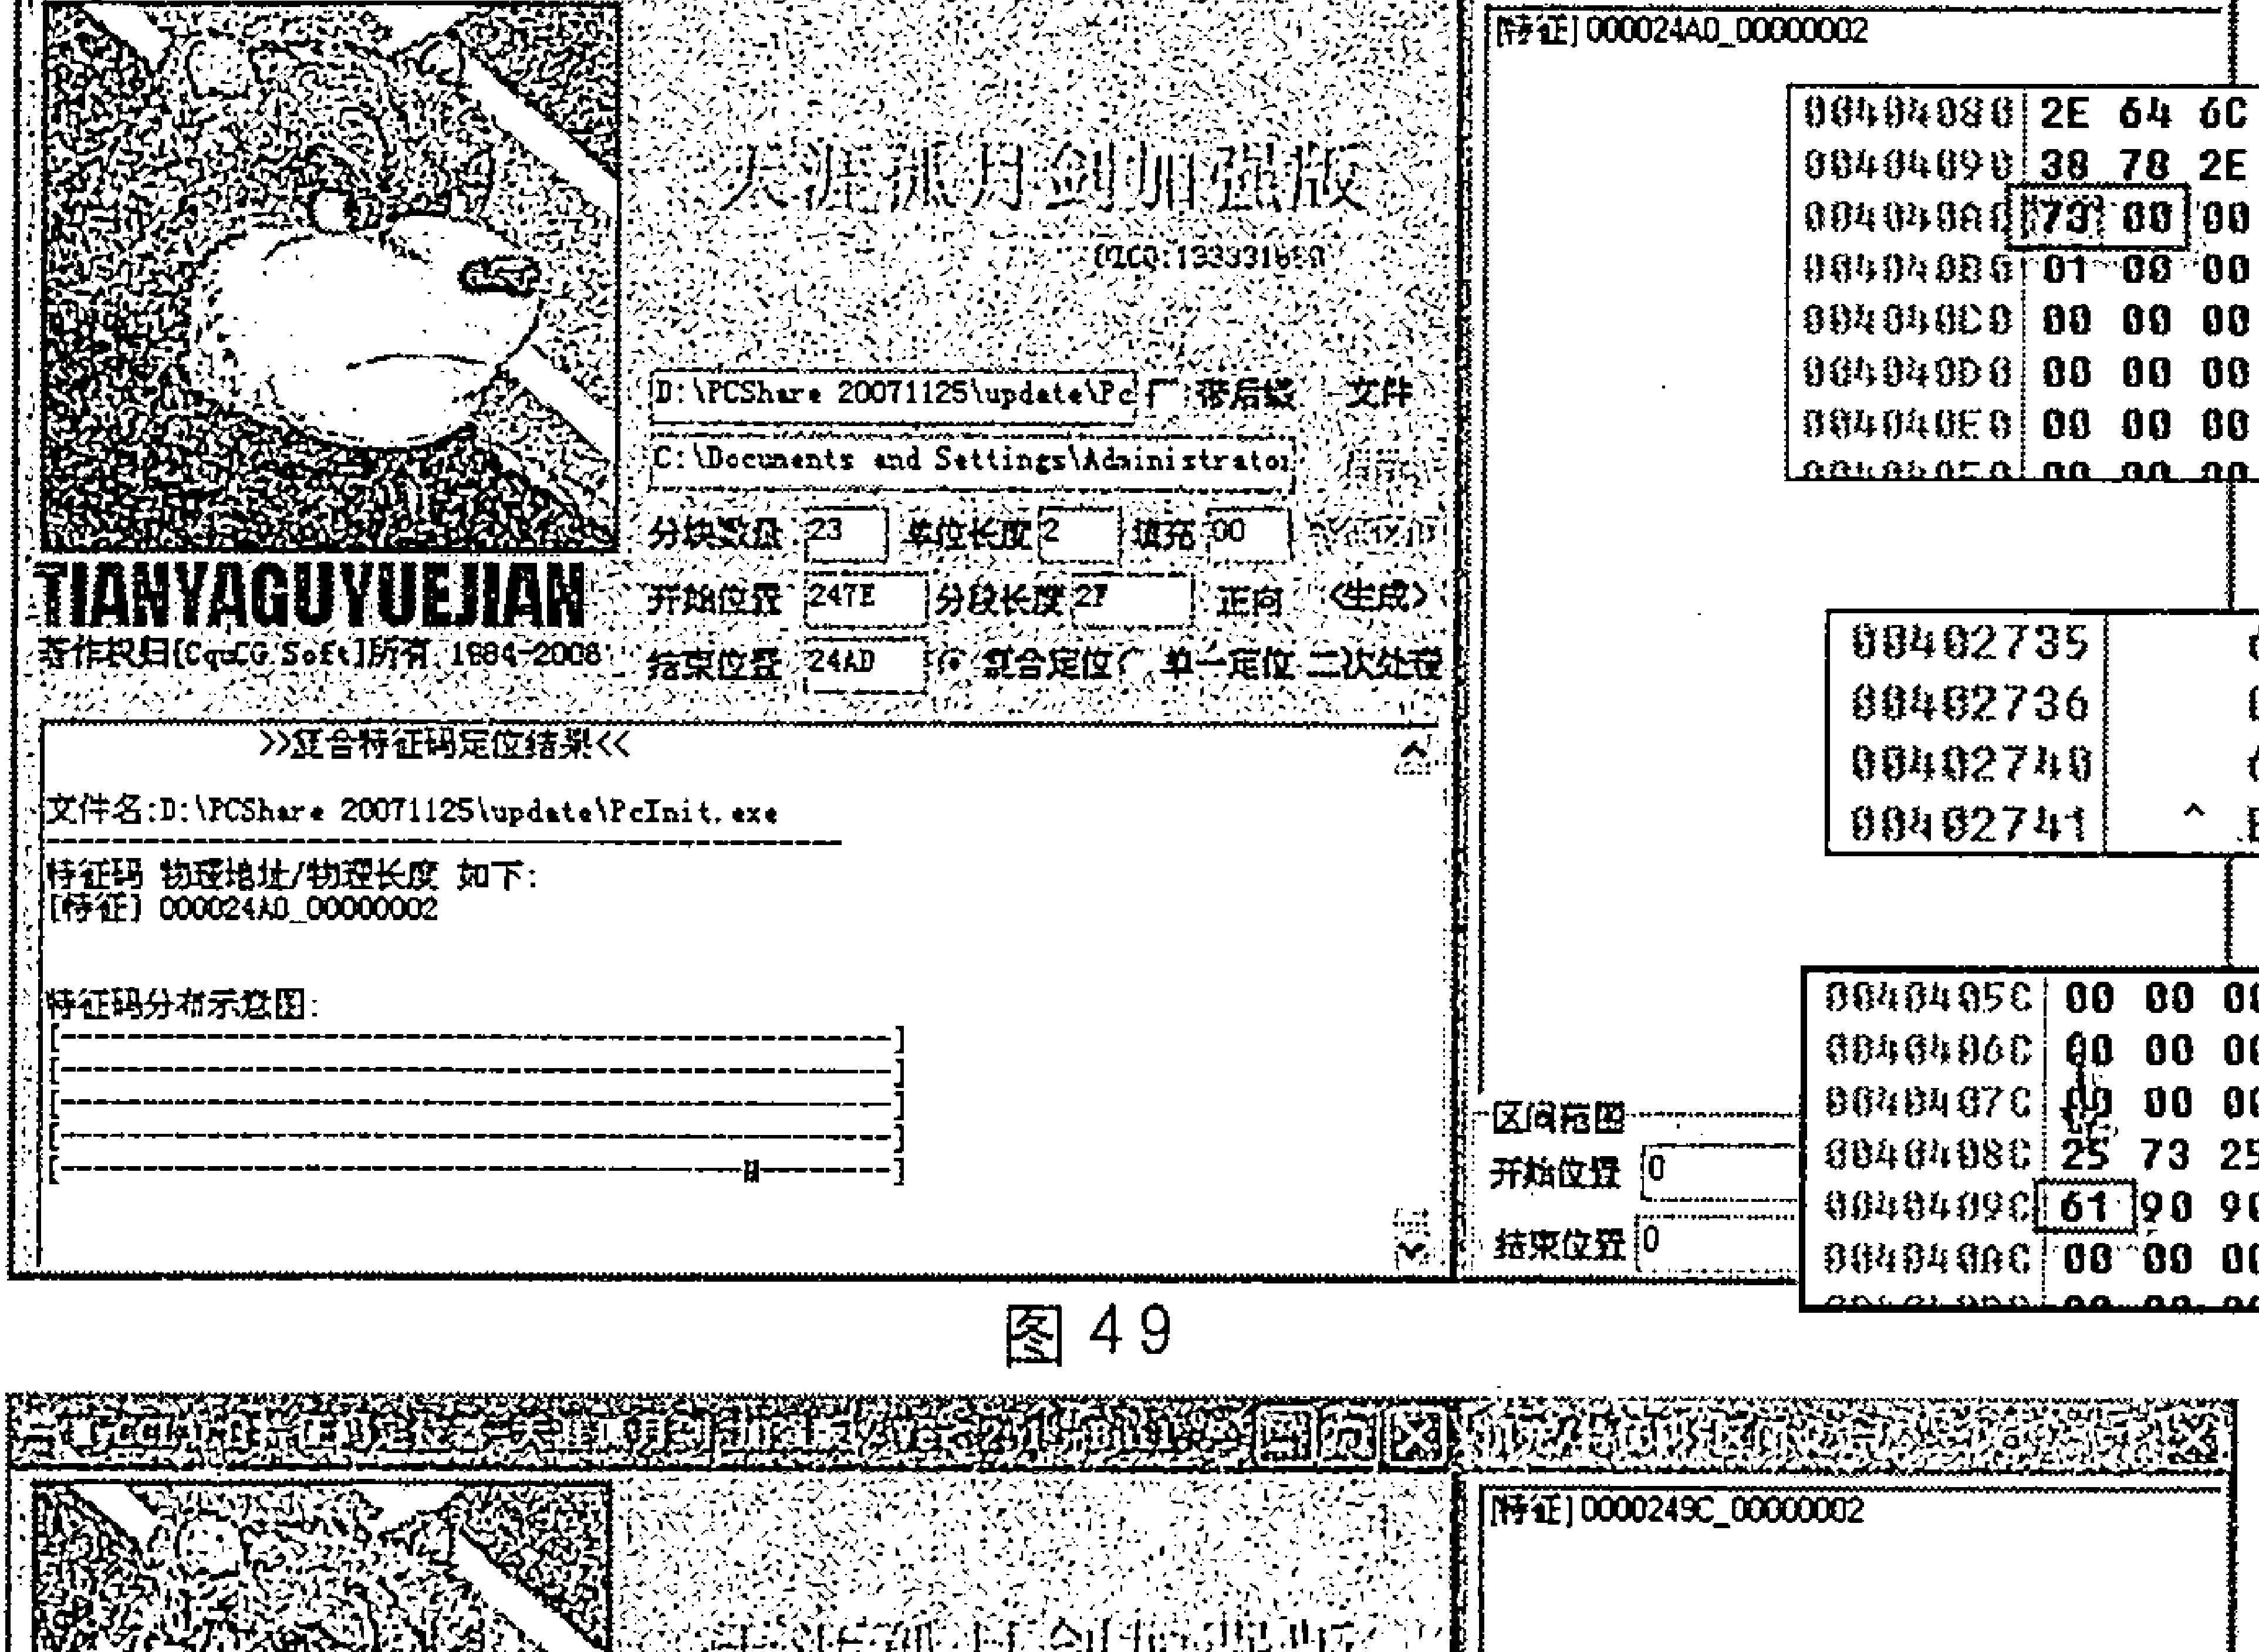 [特征] 000024A0_00000002
00404080 2E 64 6C
00404090 38 78 2E
004040A0 73 00 00
004040B0 01 00 00
004040C0 00 00 00
004040D0 00 00 00
004040E0 00 00 00
004040F0 00 00 00
天涯孤月剑加强版
D:\PCShare 20071125\update\Pc 带后缀 文件
C:\Documents and Settings\Administrator
分块数量 23 单位长度 2 填充 00
TIANYAGUYUEJIAN
开始位置 247E 分段长度 2F 正向 <生成>
著作权归[CquCG Soft]所有 1984-2008
结束位置 24AD 复合定位 单一定位 二次处理
00402735
00402736
00402740
00402741 ^
>>复合特征码定位结果<<
文件名:D:\PCShare 20071125\update\PcInit.exe
----------------------------------------
特征码 物理地址/物理长度 如下:
[特征] 000024A0_00000002
特征码分布示意图:
0040405C 00 00 00
0040406C 00 00 00
0040407C 00 00 00
0040408C 25 73 25
0040409C 61 90 90
004040AC 00 00 00
区间范围
开始位置 0
结束位置 0
图 49
[特征] 0000249C_00000002